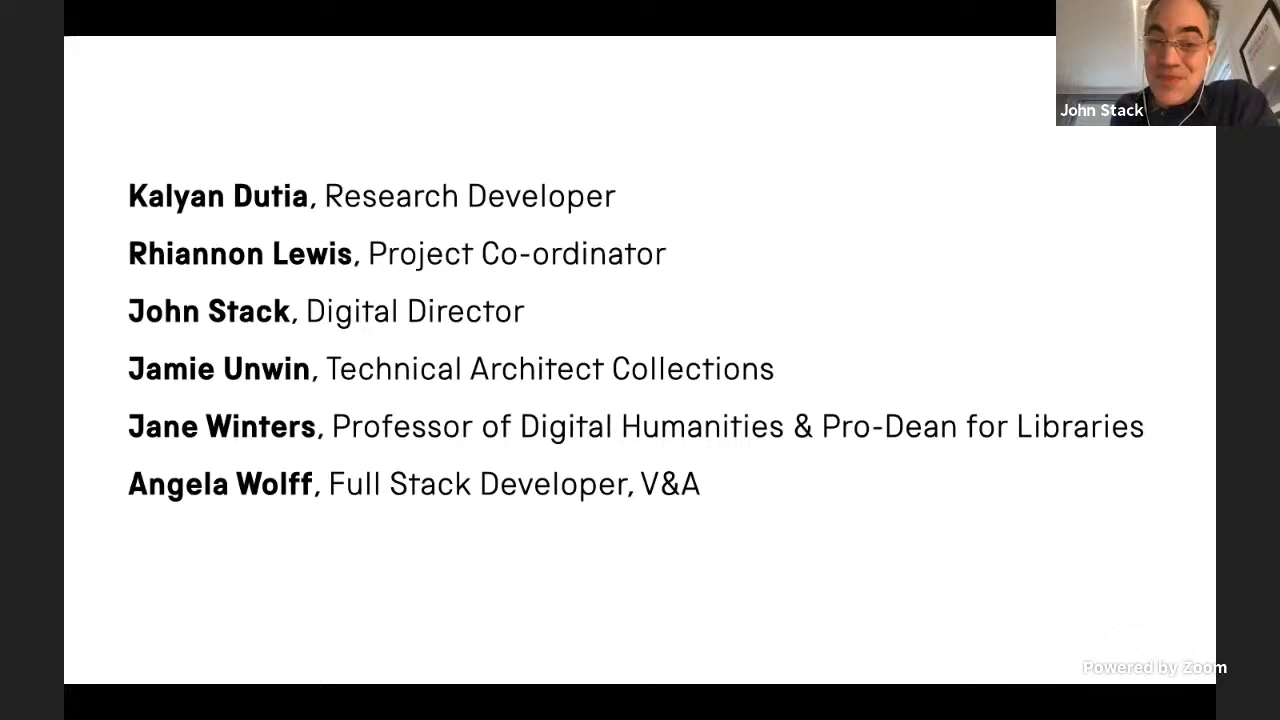 John Stack
Kalyan Dutia, Research Developer
Rhiannon Lewis, Project Co-ordinator
John Stack, Digital Director
Jamie Unwin, Technical Architect Collections
Jane Winters, Professor of Digital Humanities & Pro-Dean for Libraries
Angela Wolff, Full Stack Developer, V&A
Powered by Zoom